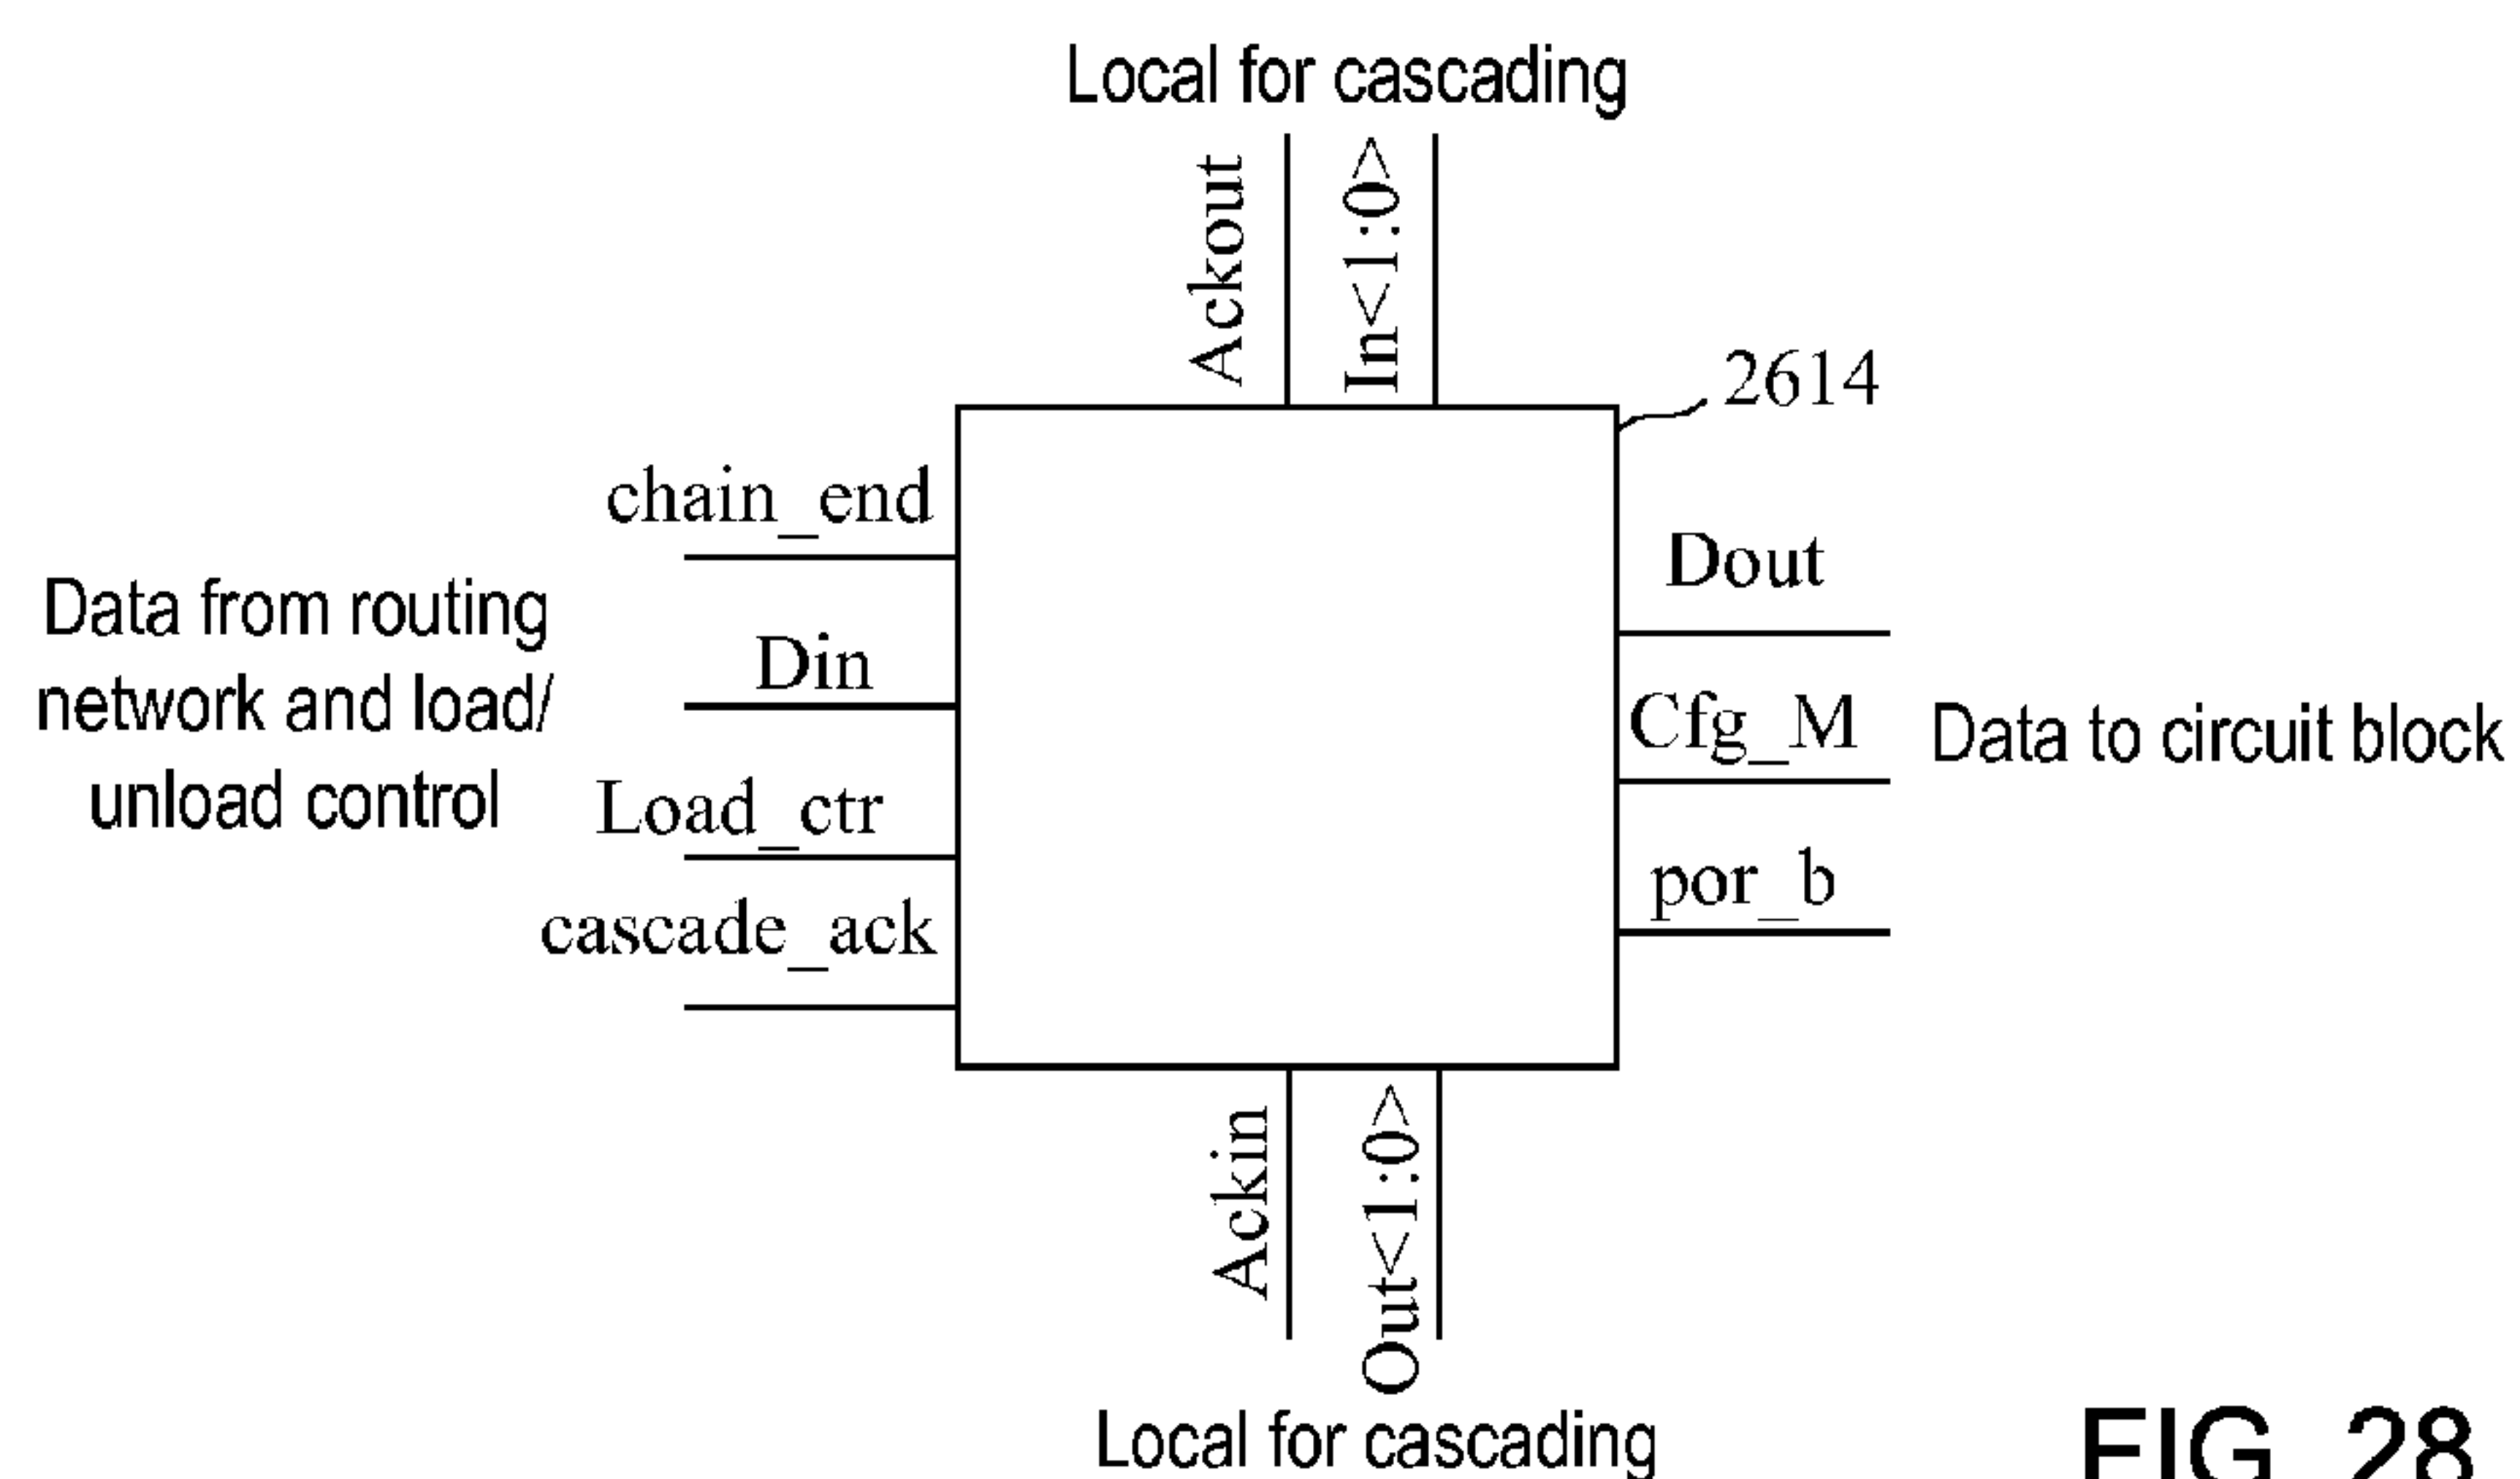 Local for cascading
Ackout
In<1:0>
2614
chain_end
Dout
Data from routing
network and load/
unload control
Din
Cfg_M
Data to circuit block
Load_ctr
por_b
cascade_ack
Ackin
Out<1:0>
Local for cascading
FIG. 28